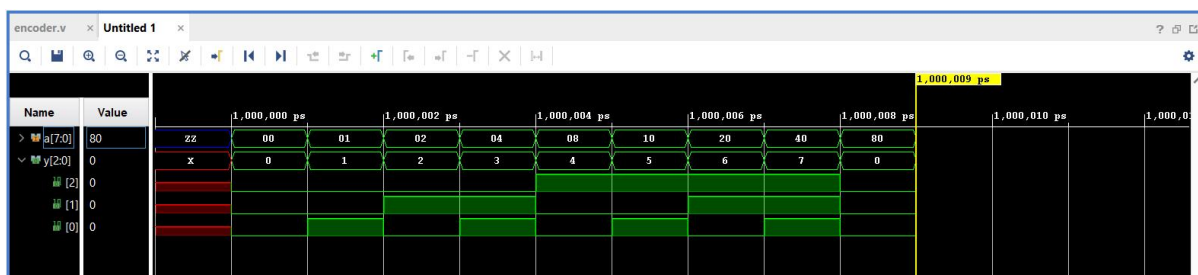 encoder.v × Untitled 1 ×
1,000,009 ps
Name Value
1,000,000 ps 1,000,002 ps 1,000,004 ps 1,000,006 ps 1,000,008 ps 1,000,010 ps 1,000,01
a[7:0] 80 ZZ 00 01 02 04 08 10 20 40 80
y[2:0] 0 X 0 1 2 3 4 5 6 7 0
[2] 0
[1] 0
[0] 0